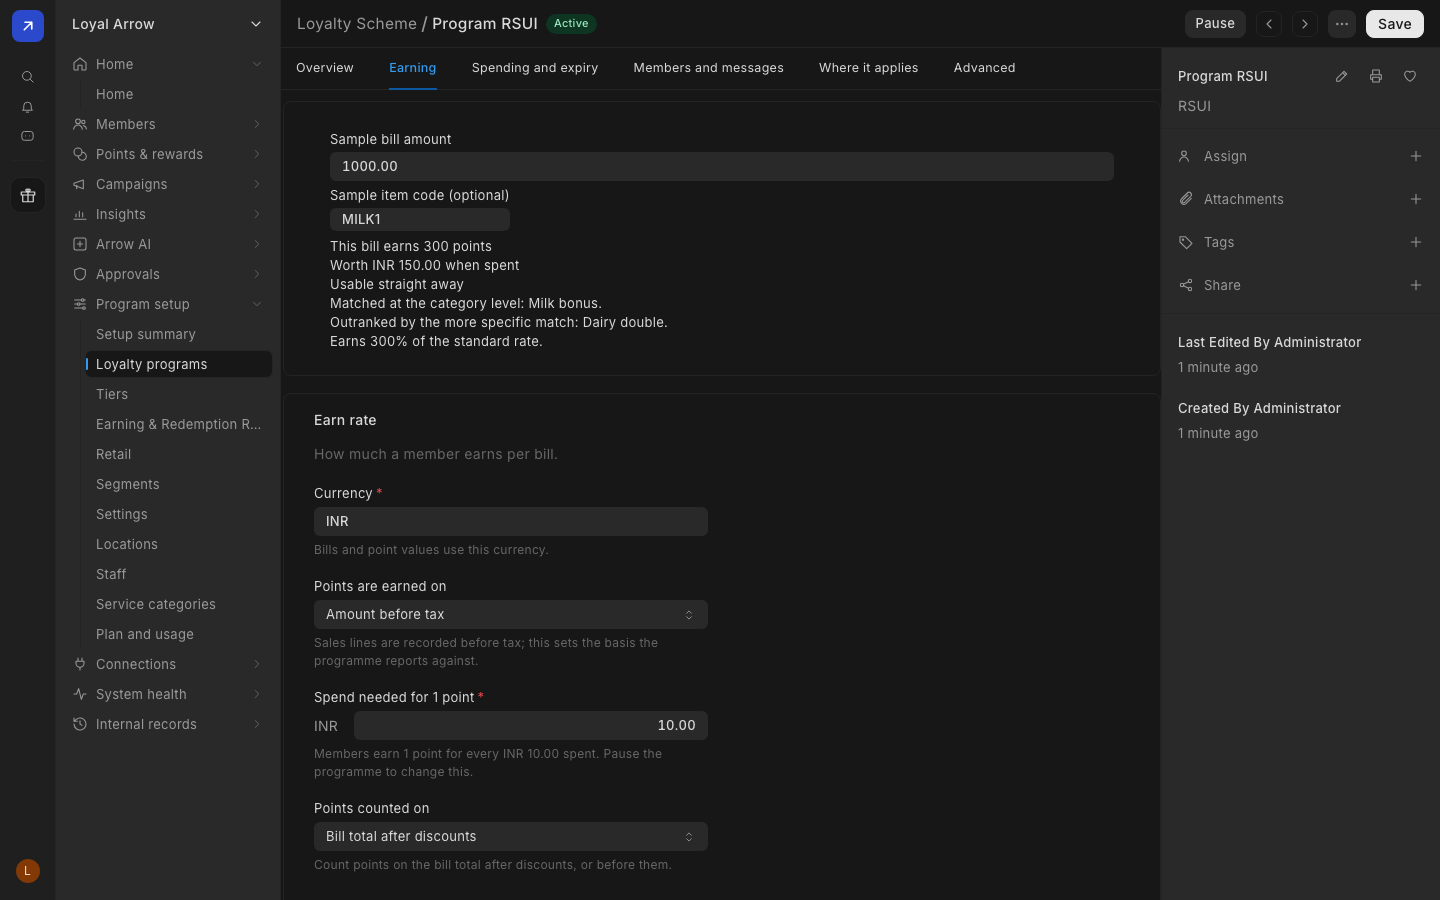 Loyal Arrow
Home
Home
Members
Points & rewards
Campaigns
Insights
Arrow AI
Approvals
Program setup
Setup summary
Loyalty programs
Tiers
Earning & Redemption R...
Retail
Segments
Settings
Locations
Staff
Service categories
Plan and usage
Connections
System health
Internal records
L
Loyalty Scheme / Program RSUI Active
Pause
Save
Overview Earning Spending and expiry Members and messages Where it applies Advanced
Sample bill amount
1000.00
Sample item code (optional)
MILK1
This bill earns 300 points
Worth INR 150.00 when spent
Usable straight away
Matched at the category level: Milk bonus.
Outranked by the more specific match: Dairy double.
Earns 300% of the standard rate.
Earn rate
How much a member earns per bill.
Currency *
INR
Bills and point values use this currency.
Points are earned on
Amount before tax
Sales lines are recorded before tax; this sets the basis the
programme reports against.
Spend needed for 1 point *
INR 10.00
Members earn 1 point for every INR 10.00 spent. Pause the
programme to change this.
Points counted on
Bill total after discounts
Count points on the bill total after discounts, or before them.
Program RSUI
RSUI
Assign
Attachments
Tags
Share
Last Edited By Administrator
1 minute ago
Created By Administrator
1 minute ago